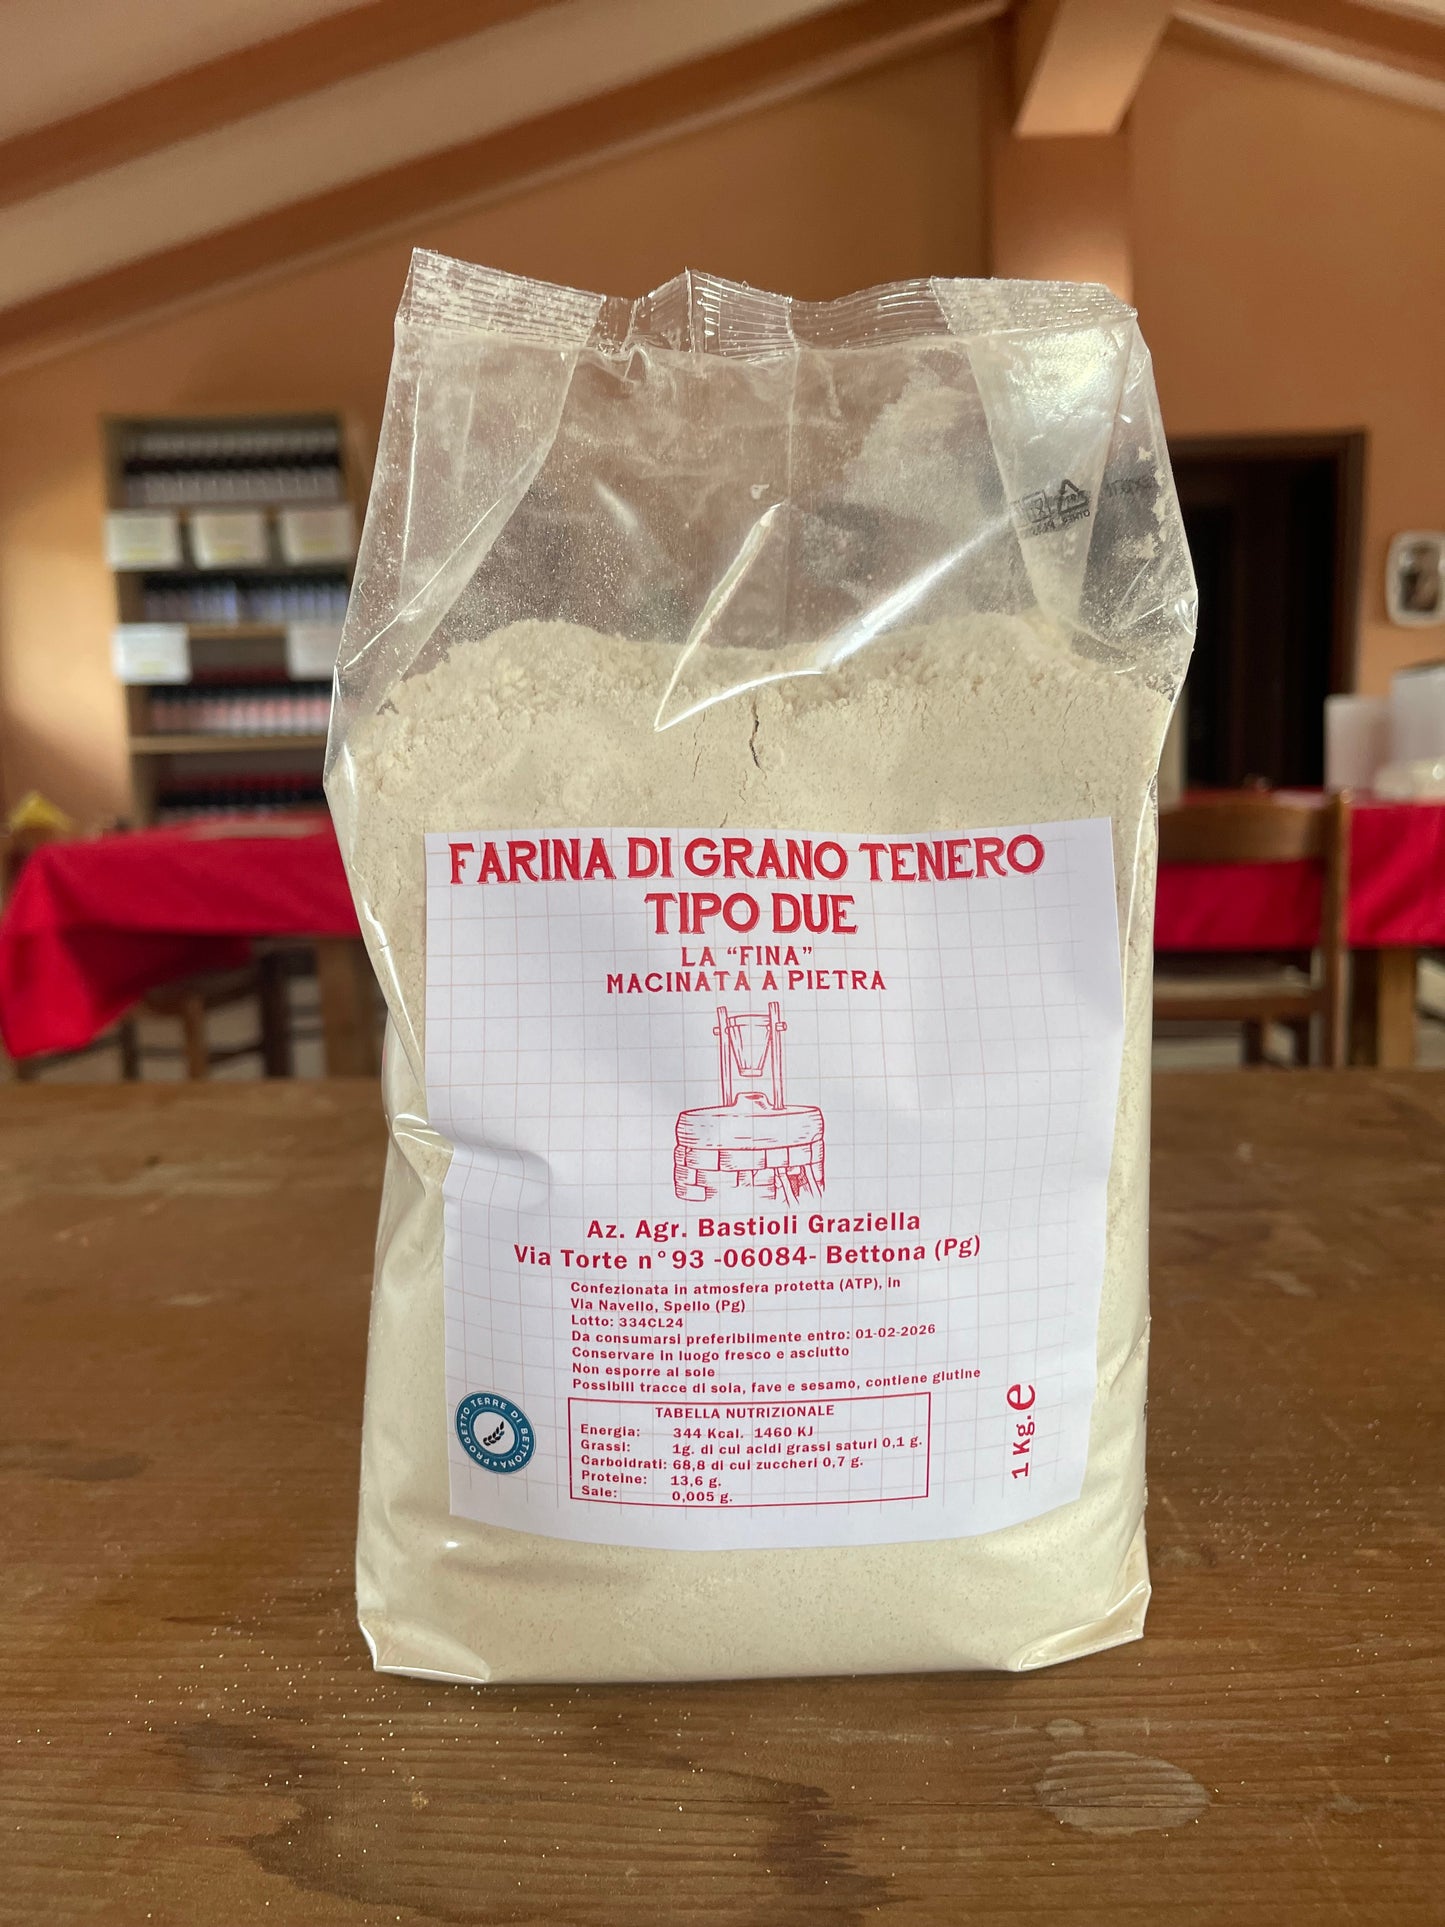 FARINA DI GRANO TENERO
TIPO DUE
LA “FINA”
MACINATA A PIETRA
Az. Agr. Bastioli Graziella
Via Torte n°93 -06084- Bettona (Pg)
Confezionata in atmosfera protetta (ATP), in
Via Navello, Spello (Pg)
Lotto: 334CL24
Da consumarsi preferibilmente entro: 01-02-2026
Conservare in luogo fresco e asciutto
Non esporre al sole
Possibili tracce di soia, fave e sesamo, contiene glutine
TABELLA NUTRIZIONALE
Energia: 344 Kcal. 1460 KJ
Grassi: 1g. di cui acidi grassi saturi 0,1 g.
Carboidrati: 68,8 di cui zuccheri 0,7 g.
Proteine: 13,6 g.
Sale: 0,005 g.
PROGETTO TERRE DI BETTONA
1 Kg. e